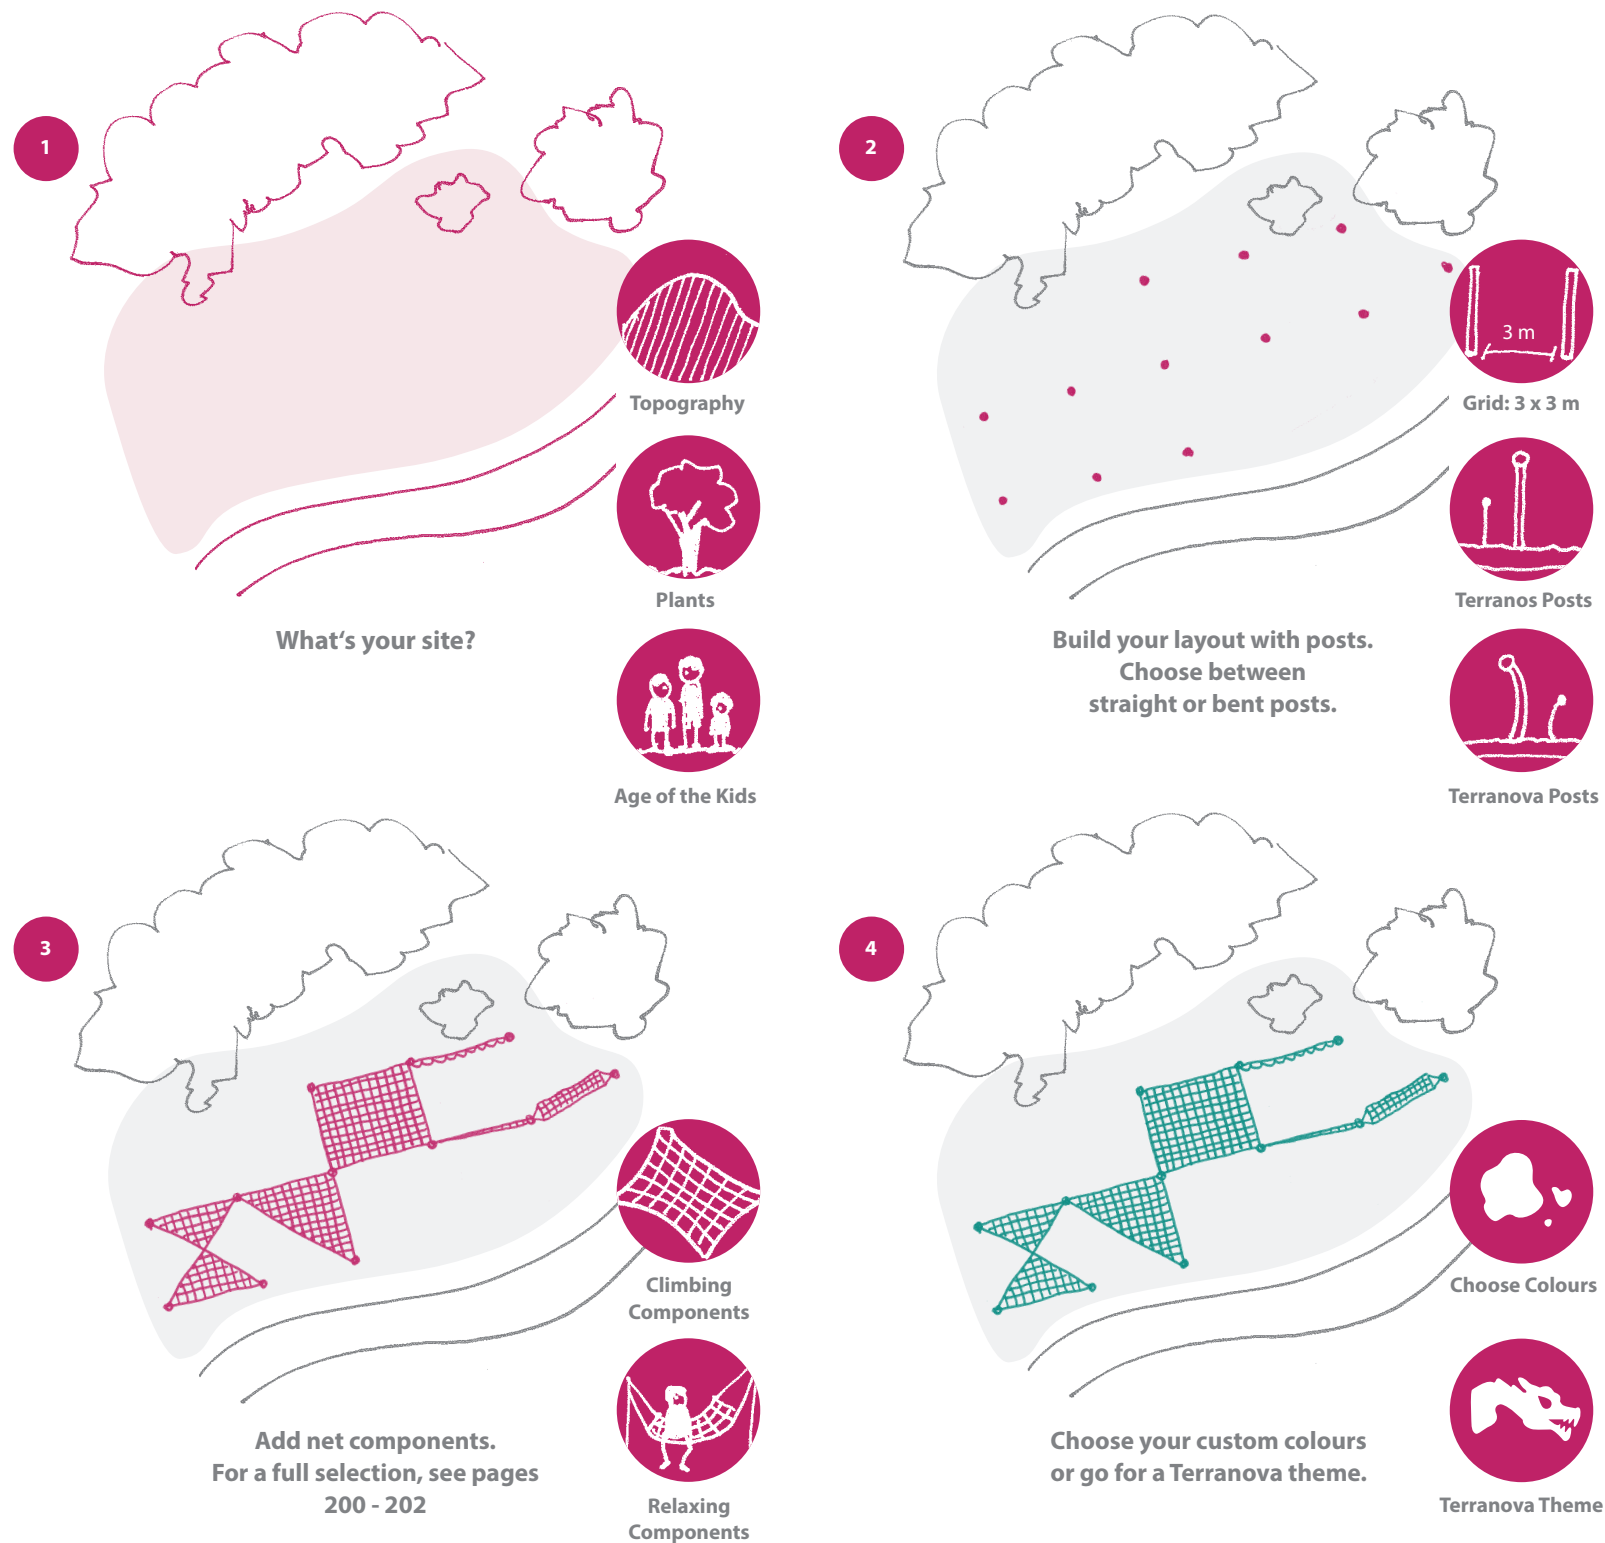 1
Topography
Plants
What‘s your site?
Age of the Kids
2
3 m
Grid: 3 x 3 m
Terranos Posts
Build your layout with posts.
Choose between
straight or bent posts.
Terranova Posts
3
Climbing
Components
Add net components.
For a full selection, see pages
200 - 202
Relaxing
Components
4
Choose Colours
Choose your custom colours
or go for a Terranova theme.
Terranova Theme